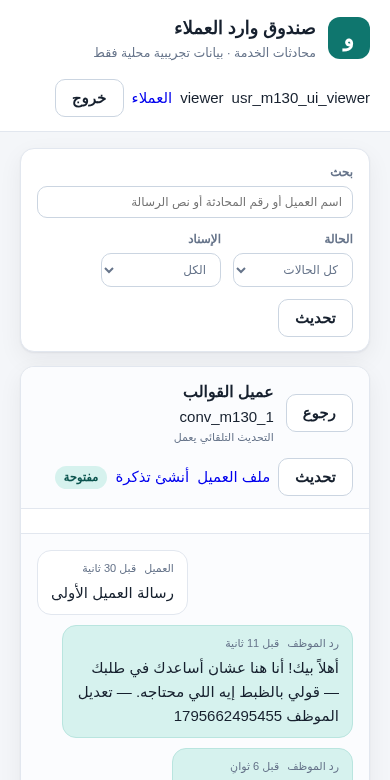 و
صندوق وارد العملاء
محادثات الخدمة · بيانات تجريبية محلية فقط
usr_m130_ui_viewer viewer العملاء خروج
بحث
اسم العميل أو رقم المحادثة أو نص الرسالة
الحالة الإسناد
كل الحالات الكل
تحديث
رجوع
عميل القوالب
conv_m130_1
التحديث التلقائي يعمل
تحديث ملف العميل أنشئ تذكرة مفتوحة
العميل قبل 30 ثانية
رسالة العميل الأولى
رد الموظف قبل 11 ثانية
أهلاً بيك! أنا هنا عشان أساعدك في طلبك
— قولي بالظبط إيه اللي محتاجه. — تعديل
الموظف 1795662495455
رد الموظف قبل 6 ثوانٍ